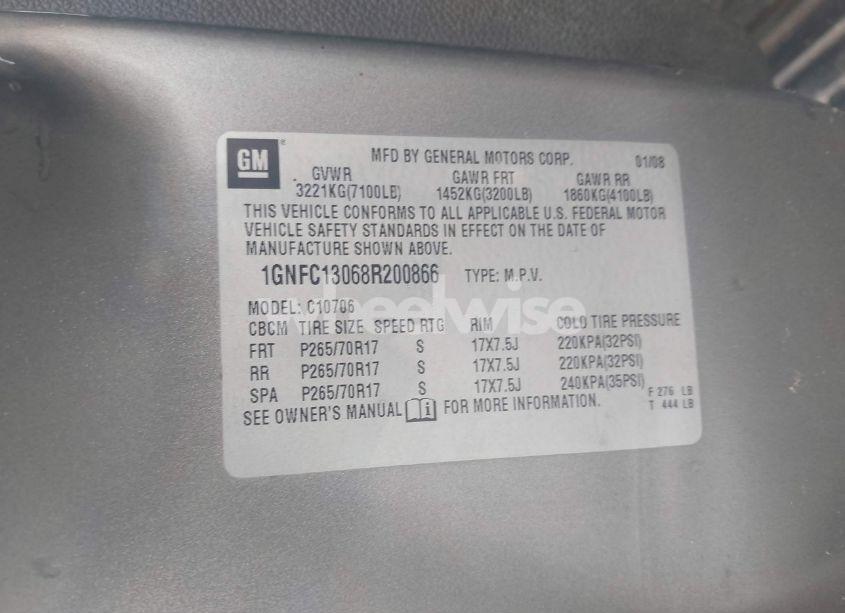 GM
MFD BY GENERAL MOTORS CORP. 01/08
GVWR GAWR FRT GAWR RR
3221KG(7100LB) 1452KG(3200LB) 1860KG(4100LB)
THIS VEHICLE CONFORMS TO ALL APPLICABLE U.S. FEDERAL MOTOR
VEHICLE SAFETY STANDARDS IN EFFECT ON THE DATE OF
MANUFACTURE SHOWN ABOVE.
1GNFC13068R200866 TYPE: M.P.V.
MODEL: C10706
wheelwise
CBCM TIRE SIZE SPEED RTG RIM COLD TIRE PRESSURE
FRT P265/70R17 S 17X7.5J 220KPA(32PSI)
RR P265/70R17 S 17X7.5J 220KPA(32PSI)
SPA P265/70R17 S 17X7.5J 240KPA(35PSI)
F 276 LB
SEE OWNER'S MANUAL FOR MORE INFORMATION.
T 444 LB